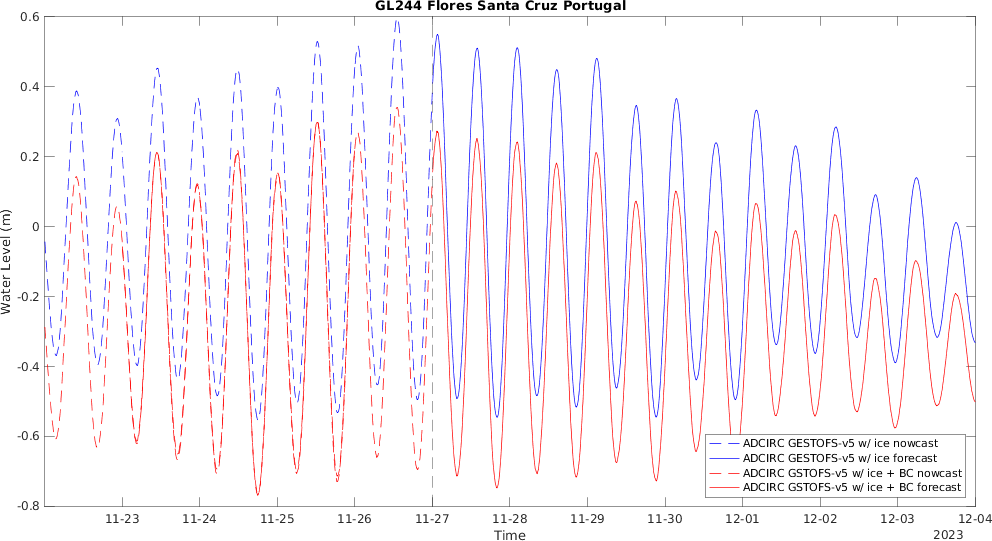 GL244 Flores Santa Cruz Portugal
0.6
0.4
0.2
0
-0.2
-0.4
-0.6
-0.8
Water Level (m)
ADCIRC GESTOFS-v5 w/ ice nowcast
ADCIRC GESTOFS-v5 w/ ice forecast
ADCIRC GSTOFS-v5 w/ ice + BC nowcast
ADCIRC GSTOFS-v5 w/ ice + BC forecast
11-23 11-24 11-25 11-26 11-27 11-28 11-29 11-30 12-01 12-02 12-03 12-04
Time
2023